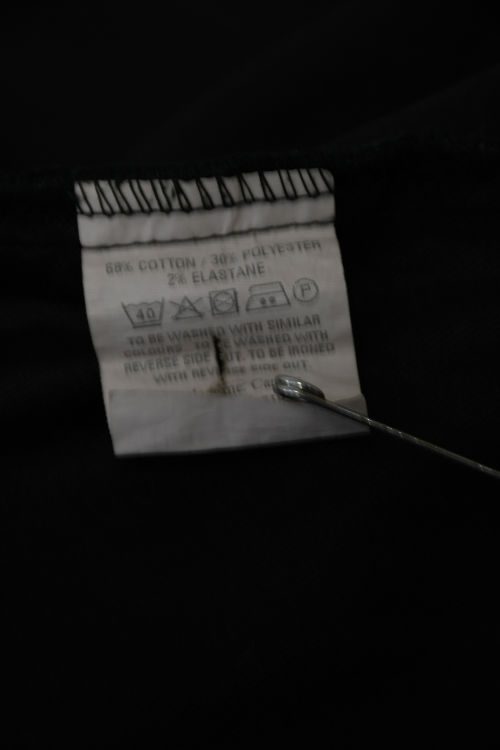 68% COTTON / 30% POLYESTER
2% ELASTANE
40 P
TO BE WASHED WITH SIMILAR
COLOURS. TO BE WASHED WITH
REVERSE SIDE OUT. TO BE IRONED
WITH REVERSE SIDE OUT.